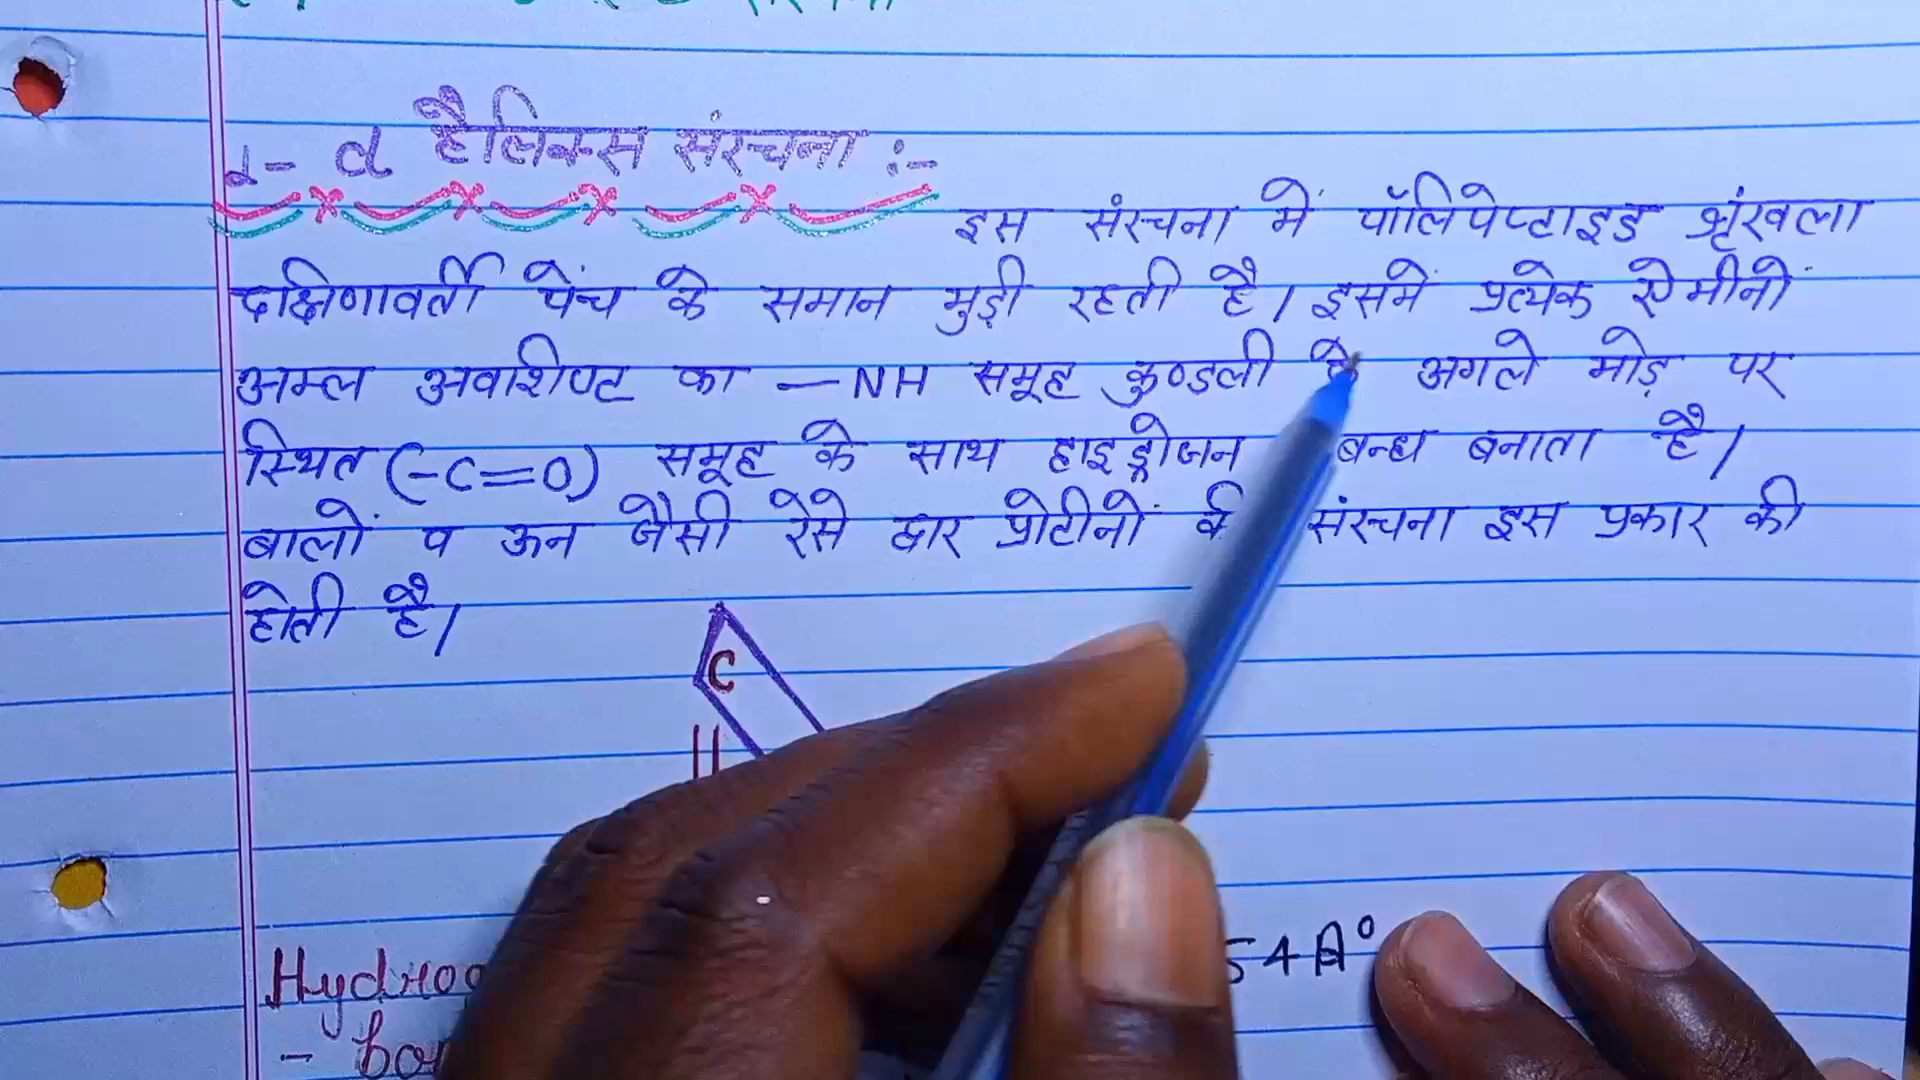 1- α हैलिक्स संरचना :-
इस संरचना में पॉलिपेप्टाइड श्रृंखला
दक्षिणावर्ती पेंच के समान मुड़ी रहती है। इसमें प्रत्येक ऐमीनों
अम्ल अवशिष्ट का -NH समूह कुण्डली के अगले मोड़ पर
स्थित (-C=O) समूह के साथ हाइड्रोजन बन्ध बनाता है।
बालों व ऊन जैसी रेसे दार प्रोटीनों की संरचना इस प्रकार की
होती है।
C
54A°